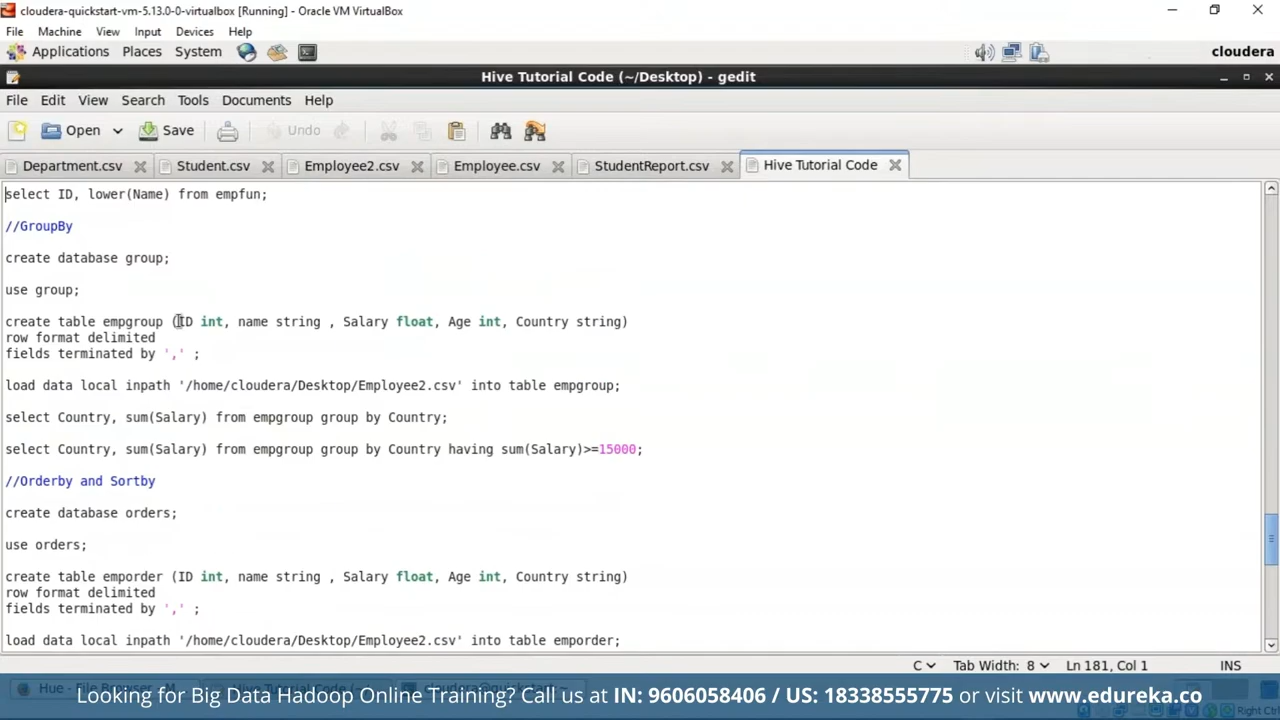 cloudera-quickstart-vm-5.13.0-0-virtualbox [Running] - Oracle VM VirtualBox
File Machine View Input Devices Help
Applications Places System cloudera
Hive Tutorial Code (~/Desktop) - gedit
File Edit View Search Tools Documents Help
Open Save Undo
Department.csv Student.csv Employee2.csv Employee.csv StudentReport.csv Hive Tutorial Code
select ID, lower(Name) from empfun;
//GroupBy
create database group;
use group;
create table empgroup (ID int, name string , Salary float, Age int, Country string)
row format delimited
fields terminated by ',' ;
load data local inpath '/home/cloudera/Desktop/Employee2.csv' into table empgroup;
select Country, sum(Salary) from empgroup group by Country;
select Country, sum(Salary) from empgroup group by Country having sum(Salary)>=15000;
//Orderby and Sortby
create database orders;
use orders;
create table emporder (ID int, name string , Salary float, Age int, Country string)
row format delimited
fields terminated by ',' ;
load data local inpath '/home/cloudera/Desktop/Employee2.csv' into table emporder;
C Tab Width: 8 Ln 181, Col 1 INS
Looking for Big Data Hadoop Online Training? Call us at IN: 9606058406 / US: 18338555775 or visit www.edureka.co
Right Ctrl